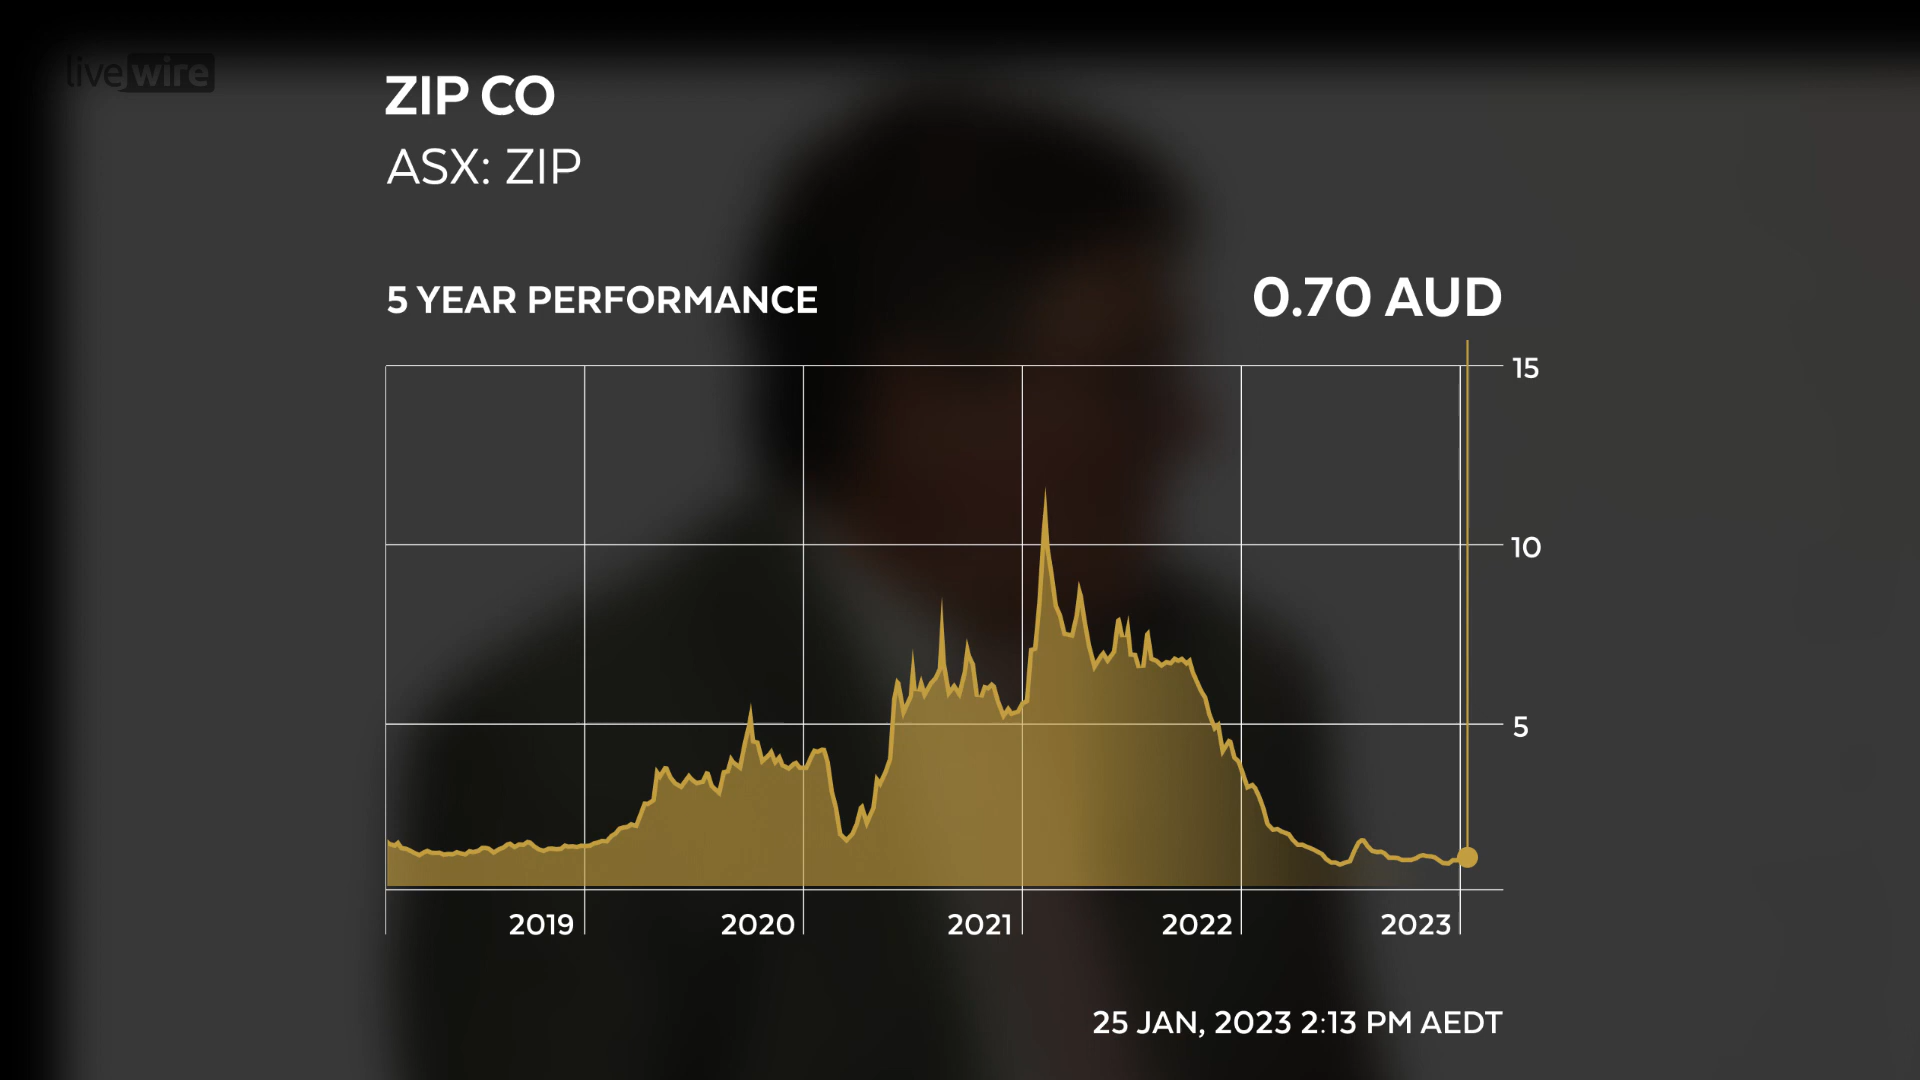 livewire
ZIP CO
ASX: ZIP
5 YEAR PERFORMANCE
0.70 AUD
15
10
5
2019
2020
2021
2022
2023
25 JAN, 2023 2:13 PM AEDT